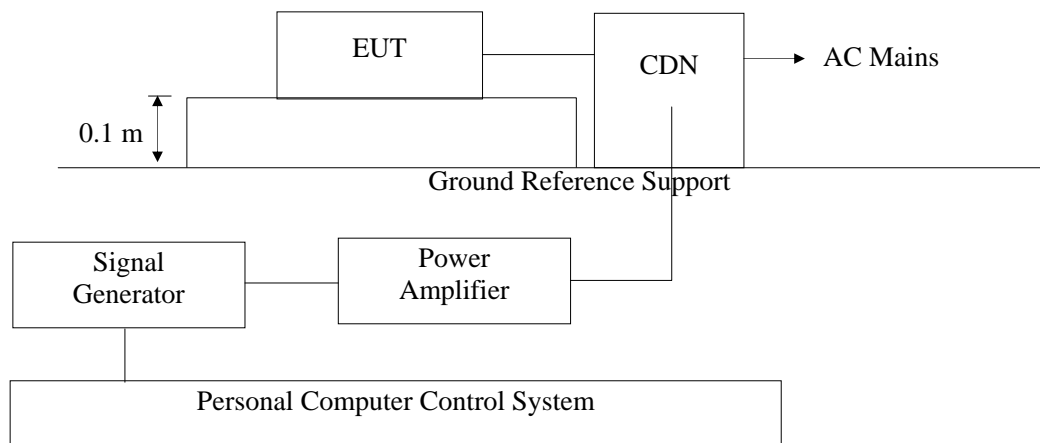 EUT
CDN
AC Mains
0.1 m
Ground Reference Support
Signal
Generator
Power
Amplifier
Personal Computer Control System